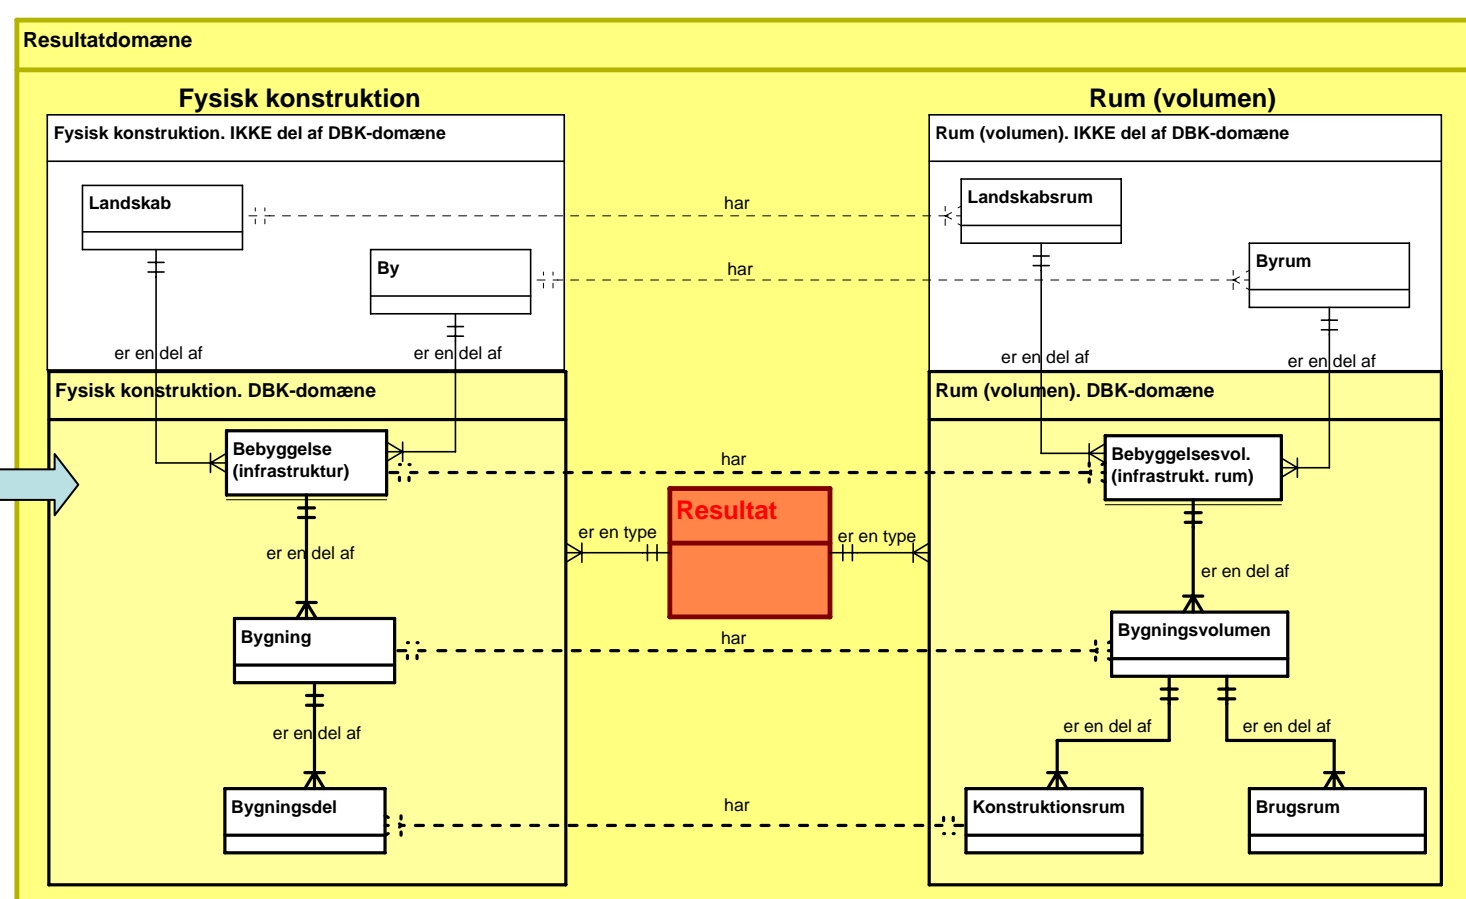 Resultatdomæne
Fysisk konstruktion
Rum (volumen)
Fysisk konstruktion. IKKE del af DBK-domæne
Rum (volumen). IKKE del af DBK-domæne
Landskab
har
Landskabsrum
By
har
Byrum
er en del af
er en del af
er en del af
er en del af
Fysisk konstruktion. DBK-domæne
Rum (volumen). DBK-domæne
Bebyggelse
(infrastruktur)
har
Bebyggelsesvol.
(infrastrukt. rum)
Resultat
er en type
er en type
er en del af
er en del af
Bygning
har
Bygningsvolumen
er en del af
er en del af
er en del af
Bygningsdel
har
Konstruktionsrum
Brugsrum